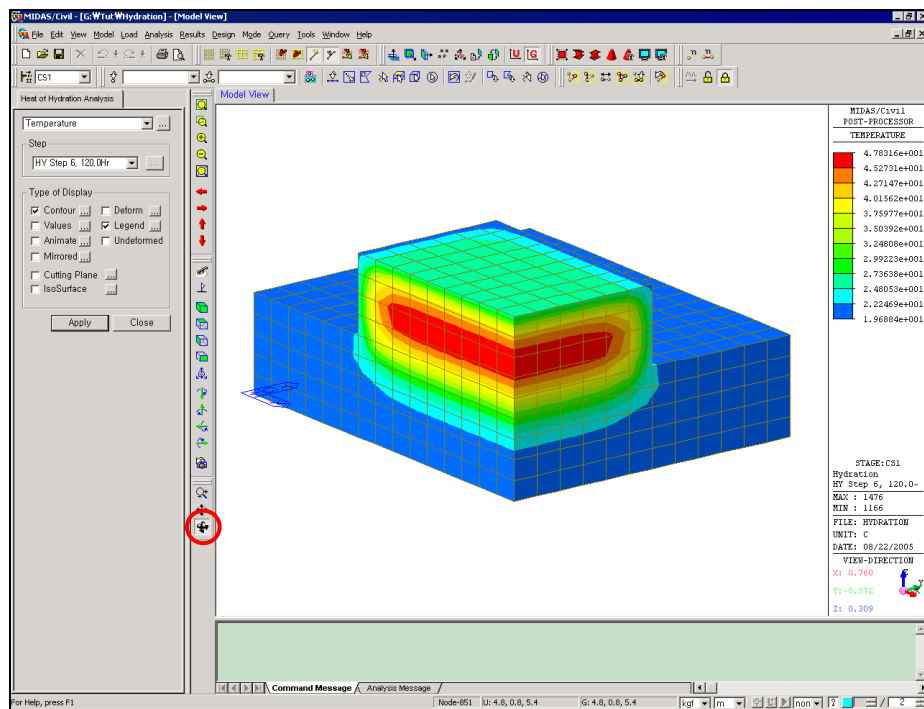 MIDAS/Civil - [G:₩Tut₩Hydration] - [Model View]
File Edit View Model Load Analysis Results Design Mode Query Tools Window Help
CS1
Heat of Hydration Analysis
Model View
Temperature
...
Step
HY Step 6, 120,0Hr
...
Type of Display
Contour ... Deform ...
Values ... Legend ...
Animate ... Undeformed
Mirrored ...
Cutting Plane ...
IsoSurface ...
Apply Close
MIDAS/Civil
POST-PROCESSOR
TEMPERATURE
4.78316e+001
4.52731e+001
4.27147e+001
4.01562e+001
3.75977e+001
3.50392e+001
3.24808e+001
2.99223e+001
2.73638e+001
2.48053e+001
2.22469e+001
1.96884e+001
STAGE:CS1
Hydration
HY Step 6, 120.0~
MAX : 1476
MIN : 1166
FILE: HYDRATION
UNIT: C
DATE: 08/22/2005
VIEW-DIRECTION
X: 0.760
Y:-0.572
Z: 0.309
Z
Y
X
Command Message Analysis Message
For Help, press F1 Node-851 U: 4.8, 0.8, 5.4 G: 4.8, 0.8, 5.4 kgf m non ? / 2